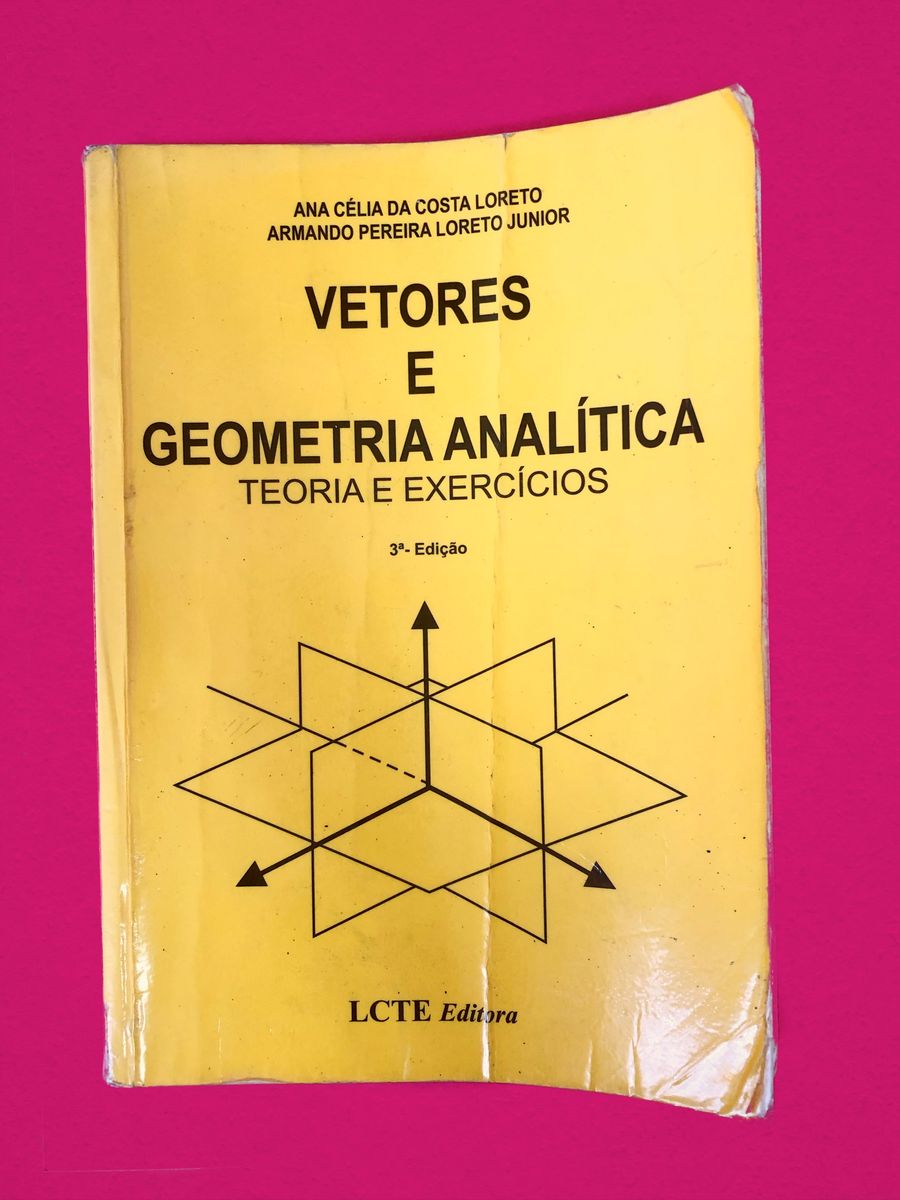 ANA CÉLIA DA COSTA LORETO
ARMANDO PEREIRA LORETO JUNIOR
VETORES
E
GEOMETRIA ANALÍTICA
TEORIA E EXERCÍCIOS
3ª- Edição
LCTE Editora